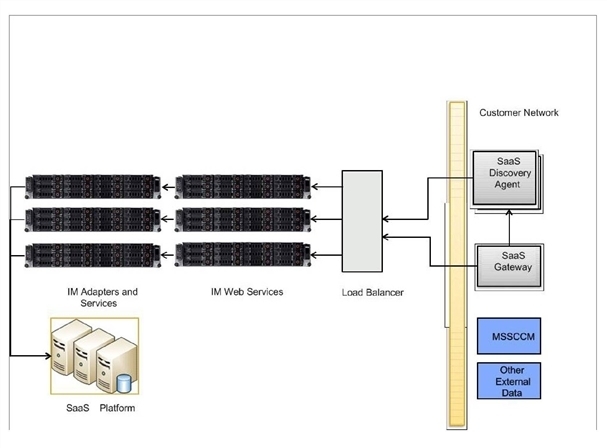 Customer Network
SaaS
Discovery
Agent
SaaS
Gateway
IM Adapters and
Services
IM Web Services
Load Balancer
MSSCCM
Other
External
Data
SaaS Platform